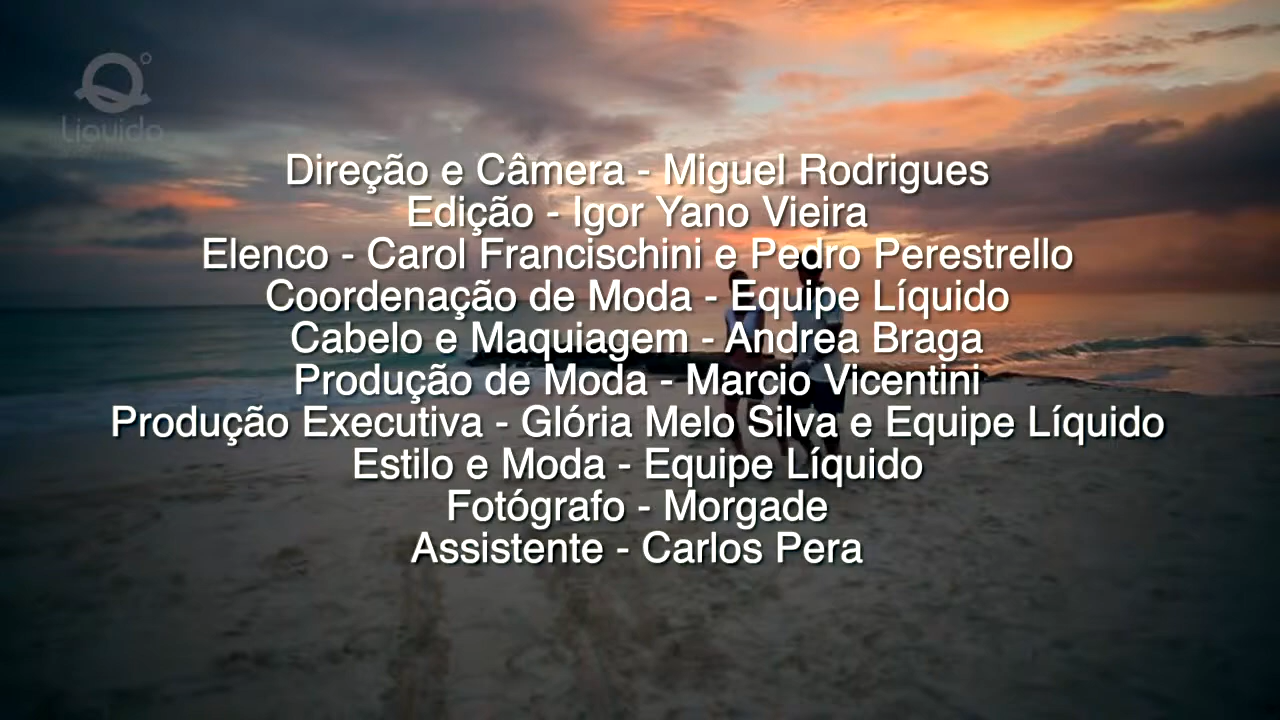 Líquido
Direção e Câmera - Miguel Rodrigues
Edição - Igor Yano Vieira
Elenco - Carol Francischini e Pedro Perestrello
Coordenação de Moda - Equipe Líquido
Cabelo e Maquiagem - Andrea Braga
Produção de Moda - Marcio Vicentini
Produção Executiva - Glória Melo Silva e Equipe Líquido
Estilo e Moda - Equipe Líquido
Fotógrafo - Morgade
Assistente - Carlos Pera